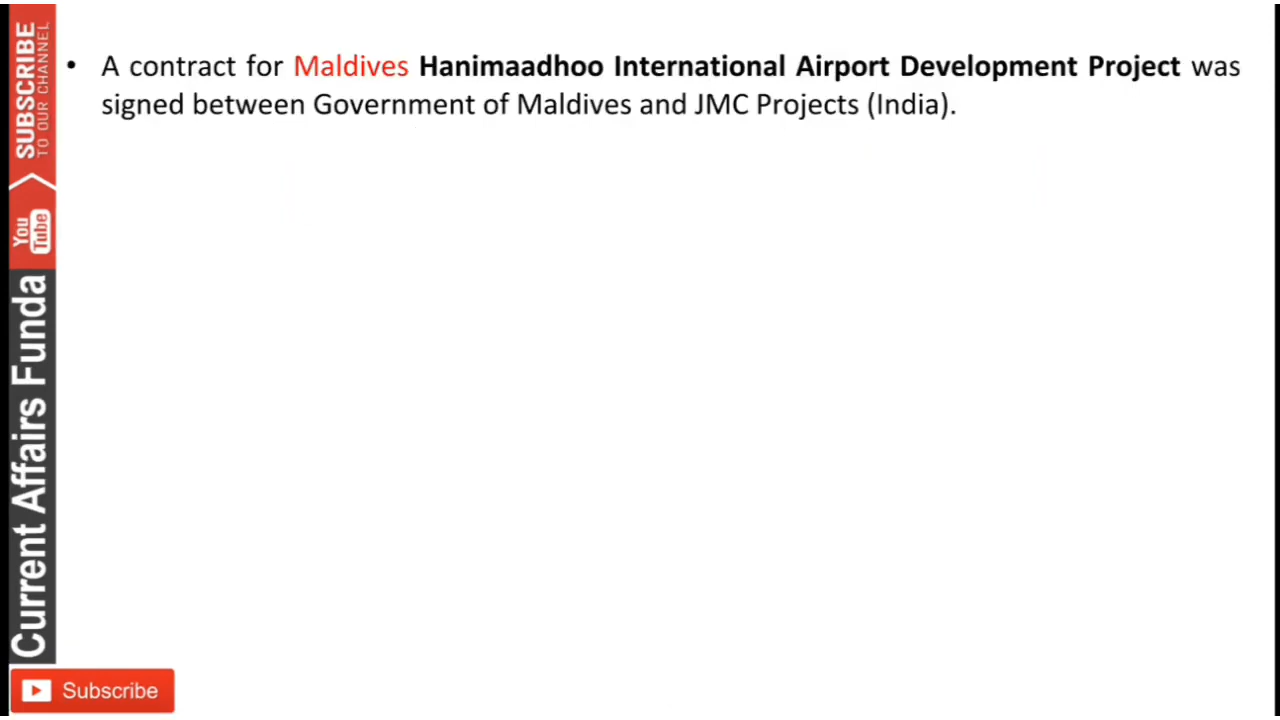 • A contract for Maldives Hanimaadhoo International Airport Development Project was
signed between Government of Maldives and JMC Projects (India).
SUBSCRIBE
TO OUR CHANNEL
You
Tube
Current Affairs Funda
Subscribe